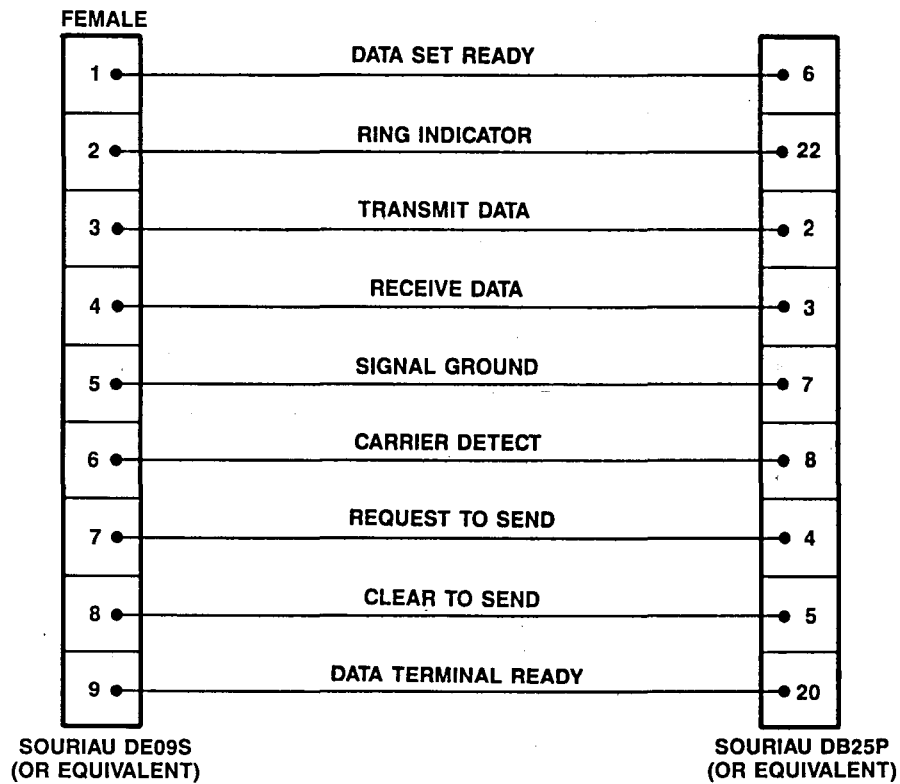 FEMALE
1 DATA SET READY 6
2 RING INDICATOR 22
3 TRANSMIT DATA 2
4 RECEIVE DATA 3
5 SIGNAL GROUND 7
6 CARRIER DETECT 8
7 REQUEST TO SEND 4
8 CLEAR TO SEND 5
9 DATA TERMINAL READY 20
SOURIAU DE09S
(OR EQUIVALENT)
SOURIAU DB25P
(OR EQUIVALENT)